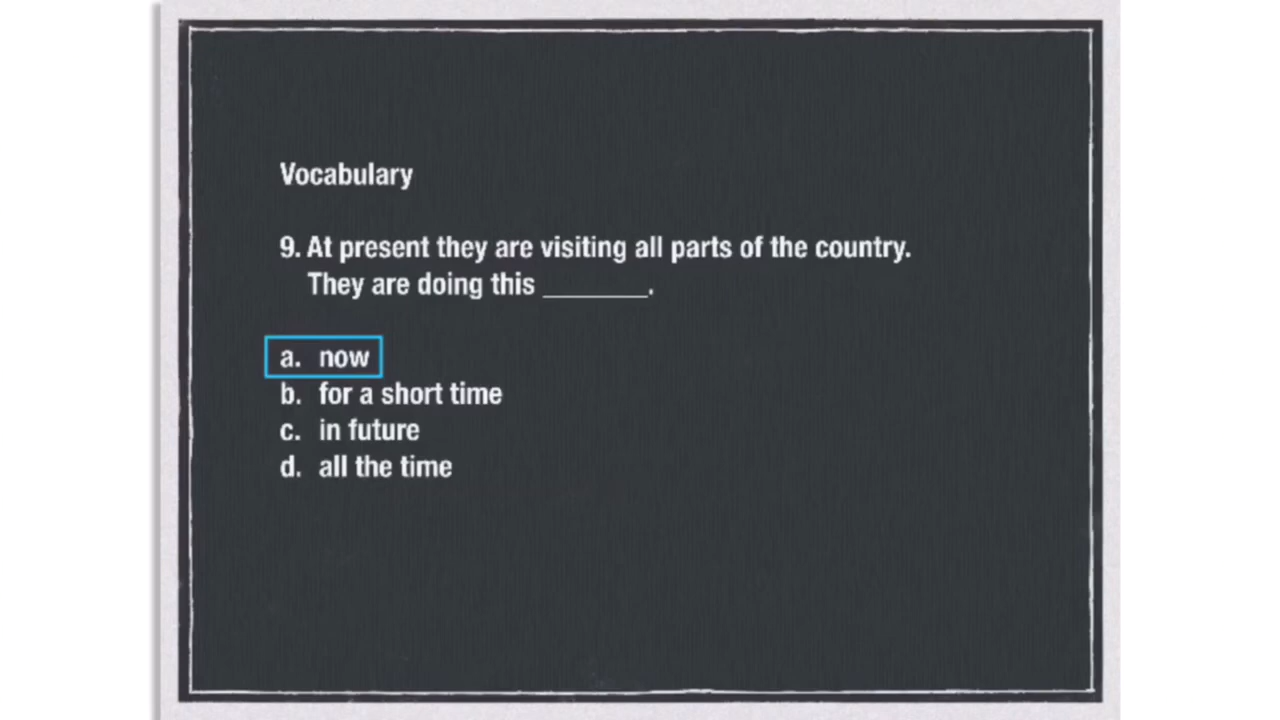 Vocabulary
9. At present they are visiting all parts of the country.
They are doing this ________.
a. now
b. for a short time
c. in future
d. all the time